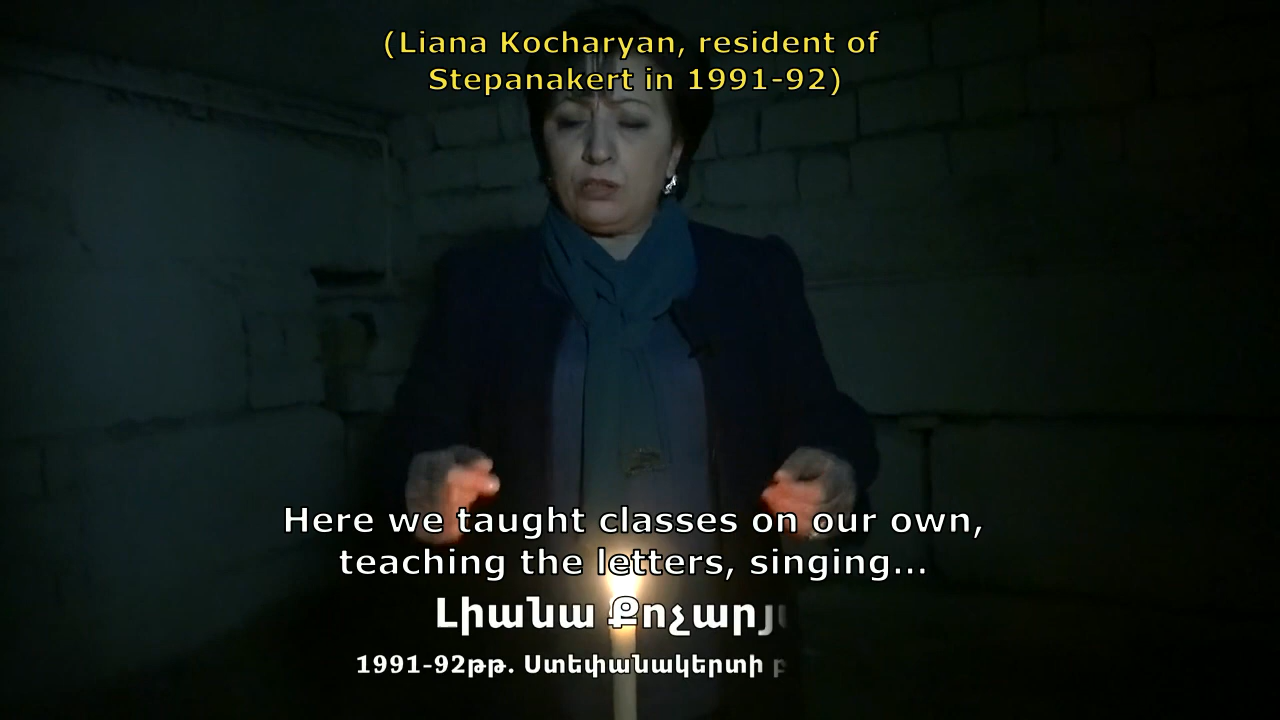 (Liana Kocharyan, resident of
Stepanakert in 1991-92)
Here we taught classes on our own,
teaching the letters, singing...
Լիանա
1991-92թթ. Ստեփանակերտի